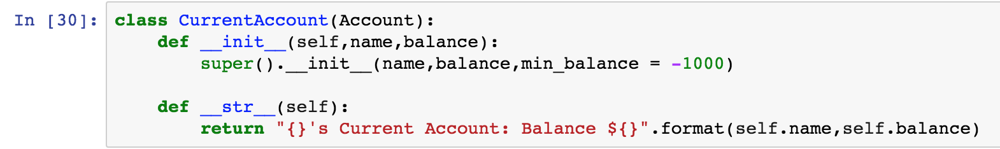 In [30]: class CurrentAccount(Account):
    def __init__(self,name,balance):
        super().__init__(name,balance,min_balance = -1000)

    def __str__(self):
        return "{}'s Current Account: Balance ${}".format(self.name,self.balance)